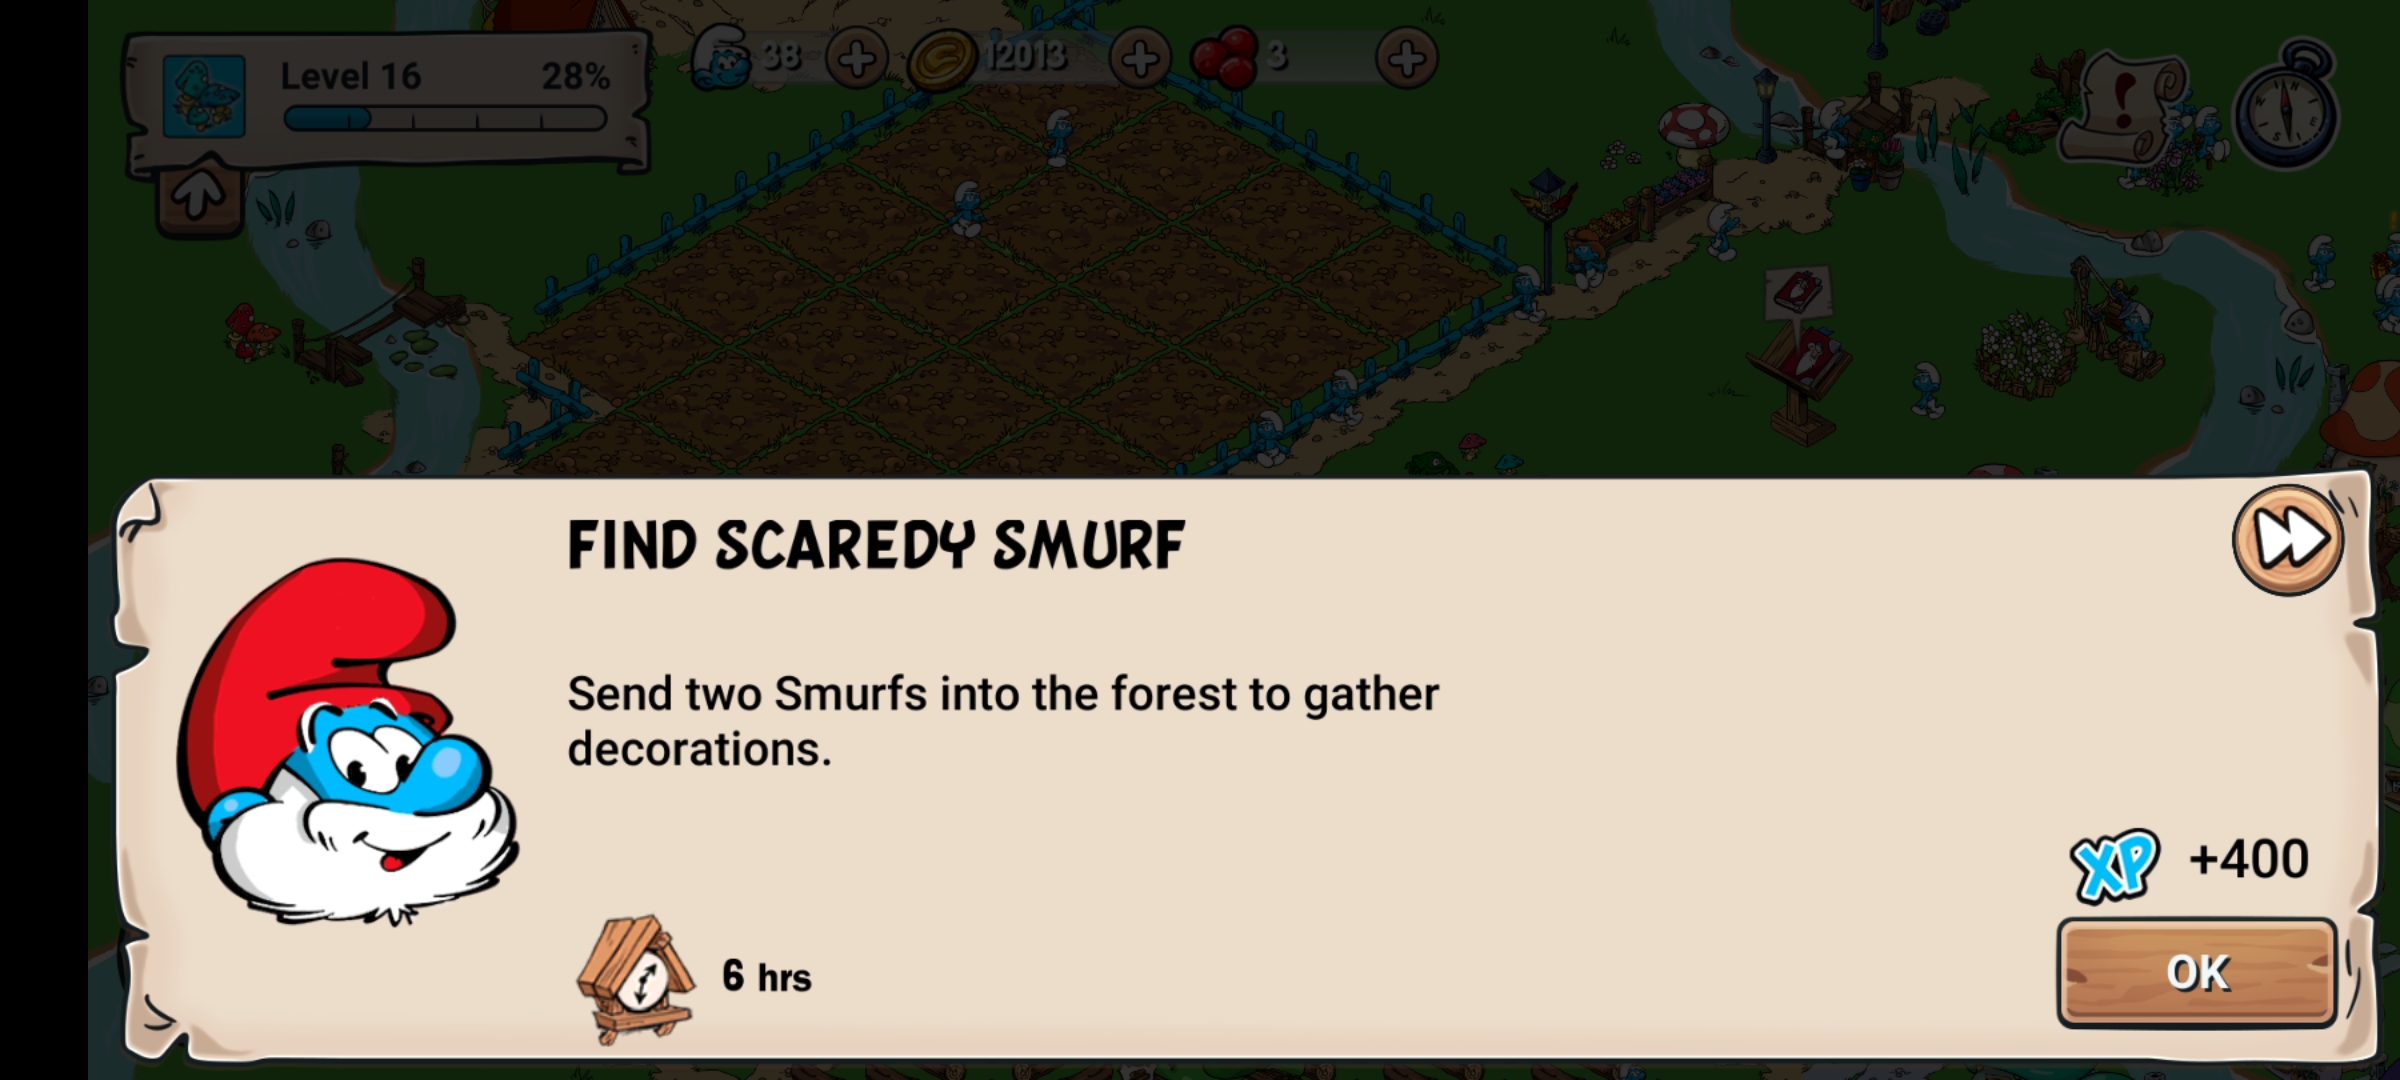 Level 16
28%
38
12013
3
FIND SCAREDY SMURF
Send two Smurfs into the forest to gather
decorations.
XP +400
6 hrs
OK